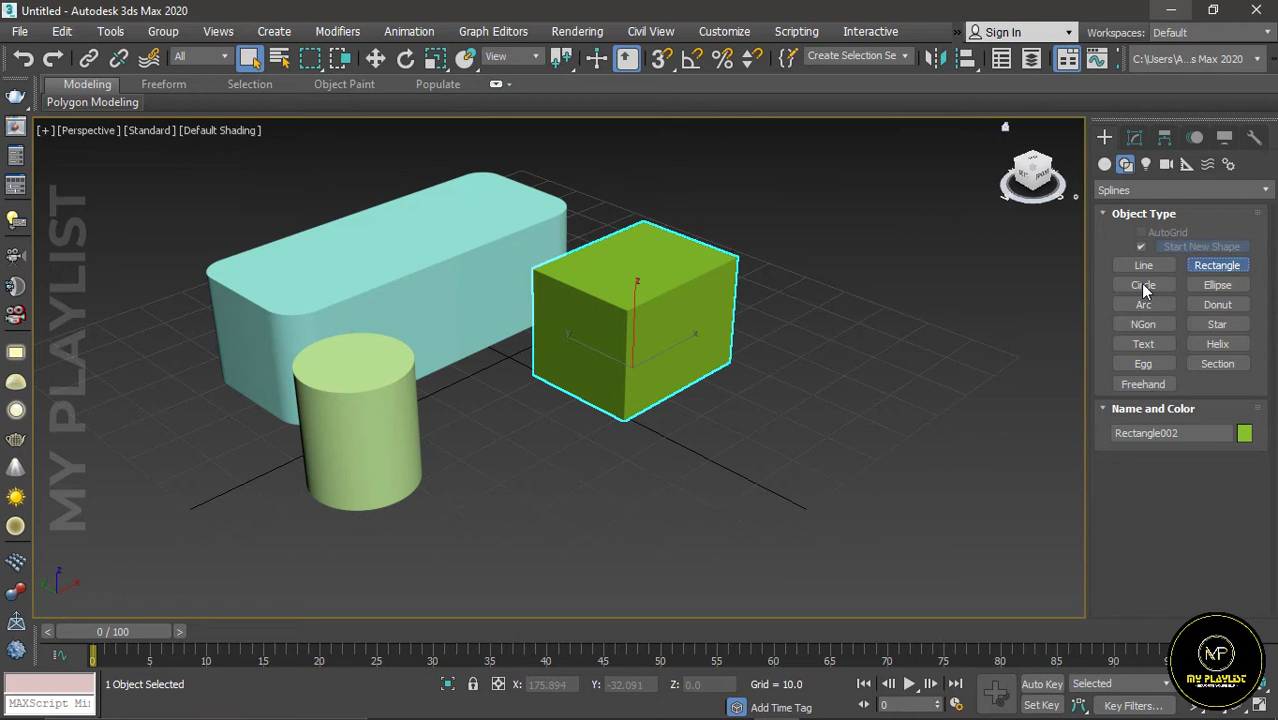 Untitled - Autodesk 3ds Max 2020
File Edit Tools Group Views Create Modifiers Animation Graph Editors Rendering Civil View Customize Scripting Interactive Sign In Workspaces: Default
All View Create Selection Se C:\Users\A...s Max 2020
Modeling Freeform Selection Object Paint Populate
Polygon Modeling
[+] [Perspective] [Standard] [Default Shading]
MY PLAYLIST
Splines
Object Type
AutoGrid
Start New Shape
Line Rectangle
Circle Ellipse
Arc Donut
NGon Star
Text Helix
Egg Section
Freehand
Name and Color
Rectangle002
z
y x
z
y x
< 0 / 100 >
0 5 10 15 20 25 30 35 40 45 50 55 60 65 70 75 80 85 90
1 Object Selected X: 175.894 Y: -32.091 Z: 0.0 Grid = 10.0 Auto Key Selected
MAXScript Mi Add Time Tag 0 Set Key Key Filters...
MP
MY PLAYLIST